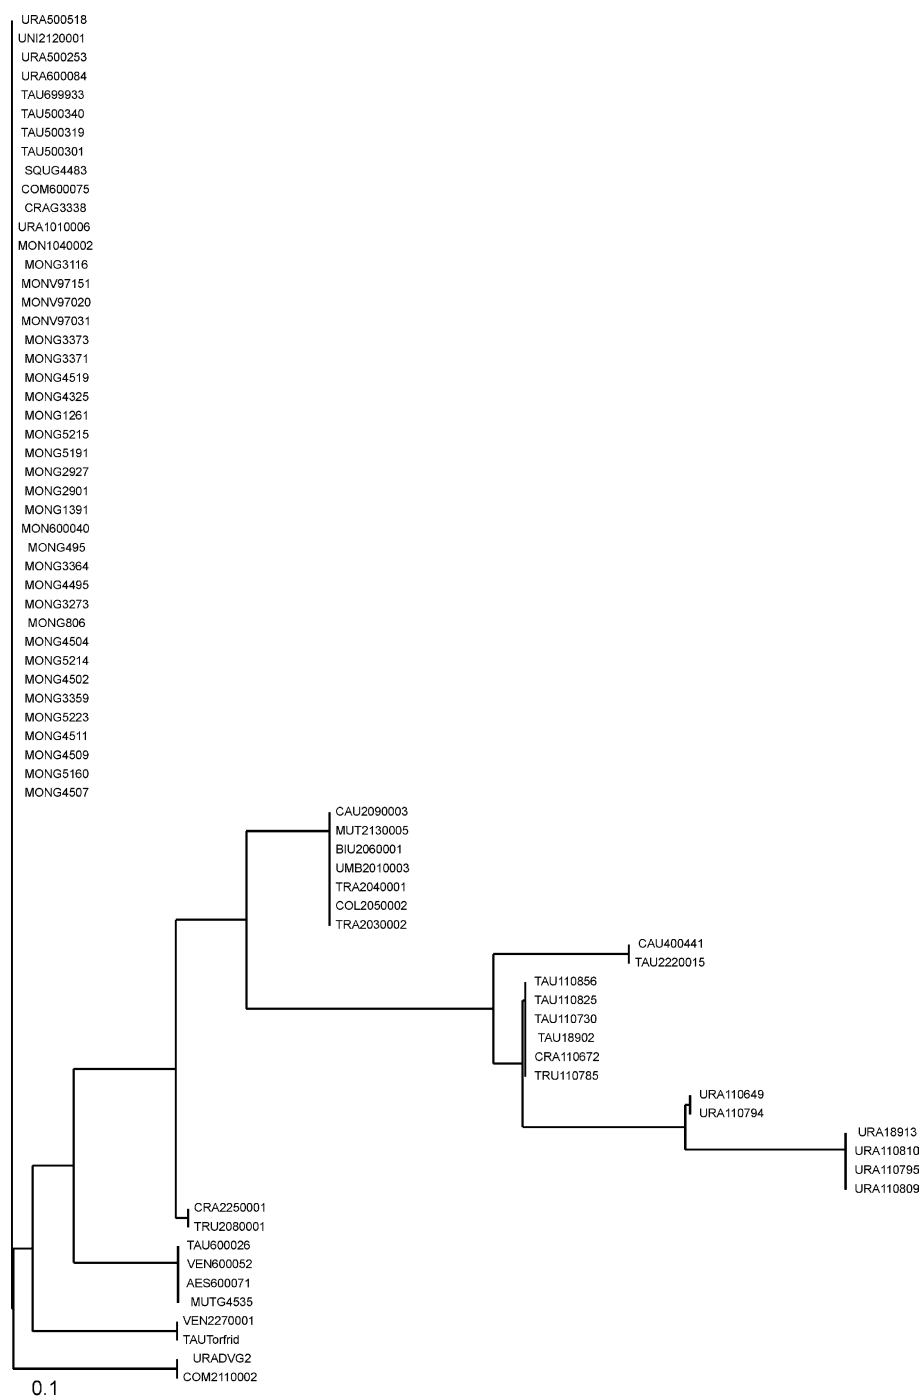 URA500518
UNI2120001
URA500253
URA600084
TAU699933
TAU500340
TAU500319
TAU500301
SQUG4483
COM600075
CRAG3338
URA1010006
MON1040002
MONG3116
MONV97151
MONV97020
MONV97031
MONG3373
MONG3371
MONG4519
MONG4325
MONG1261
MONG5215
MONG5191
MONG2927
MONG2901
MONG1391
MON600040
MONG495
MONG3364
MONG4495
MONG3273
MONG806
MONG4504
MONG5214
MONG4502
MONG3359
MONG5223
MONG4511
MONG4509
MONG5160
MONG4507
CAU2090003
MUT2130005
BIU2060001
UMB2010003
TRA2040001
COL2050002
TRA2030002
CAU400441
TAU2220015
TAU110856
TAU110825
TAU110730
TAU18902
CRA110672
TRU110785
URA110649
URA110794
URA18913
URA110810
URA110795
URA110809
CRA2250001
TRU2080001
TAU600026
VEN600052
AES600071
MUTG4535
VEN2270001
TAUTorfrid
URADVG2
COM2110002
0.1